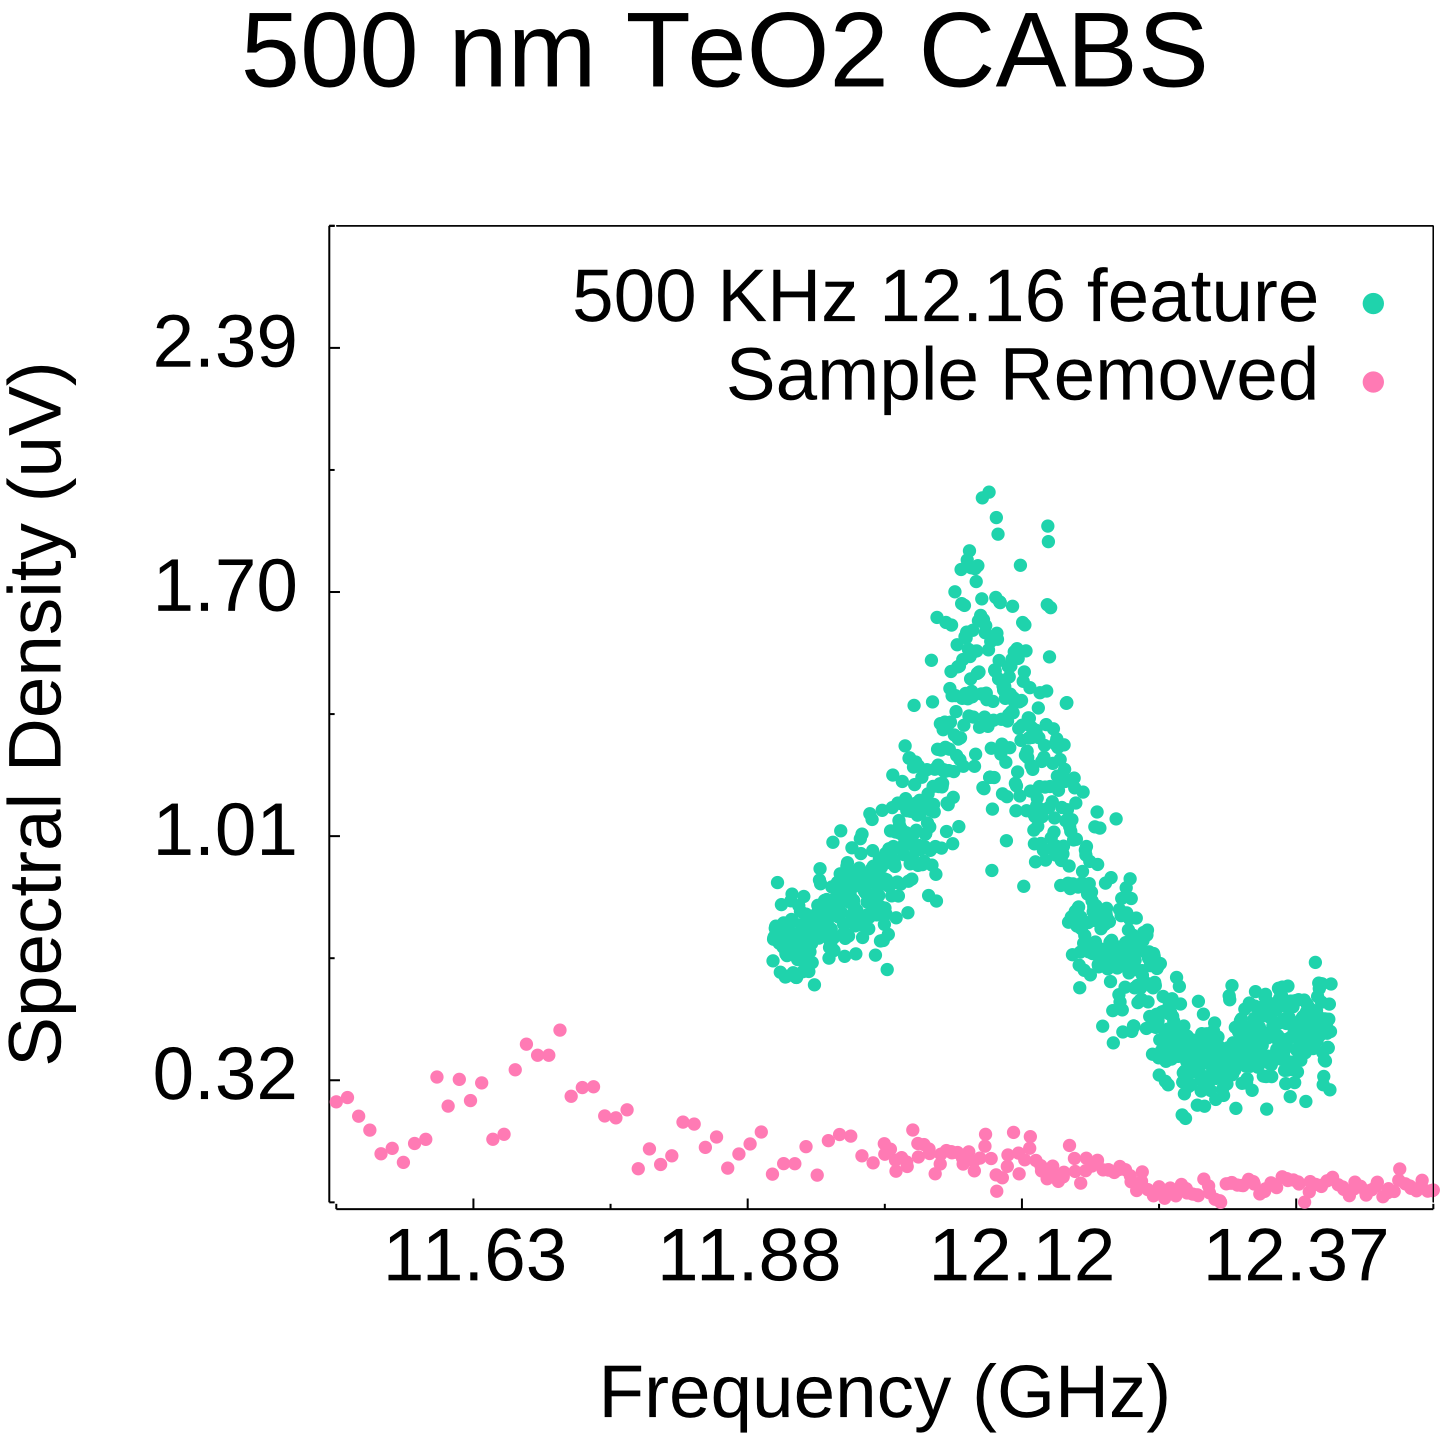 500 nm TeO2 CABS
500 KHz 12.16 feature
Sample Removed
Spectral Density (uV)
2.39
1.70
1.01
0.32
11.63 11.88 12.12 12.37
Frequency (GHz)